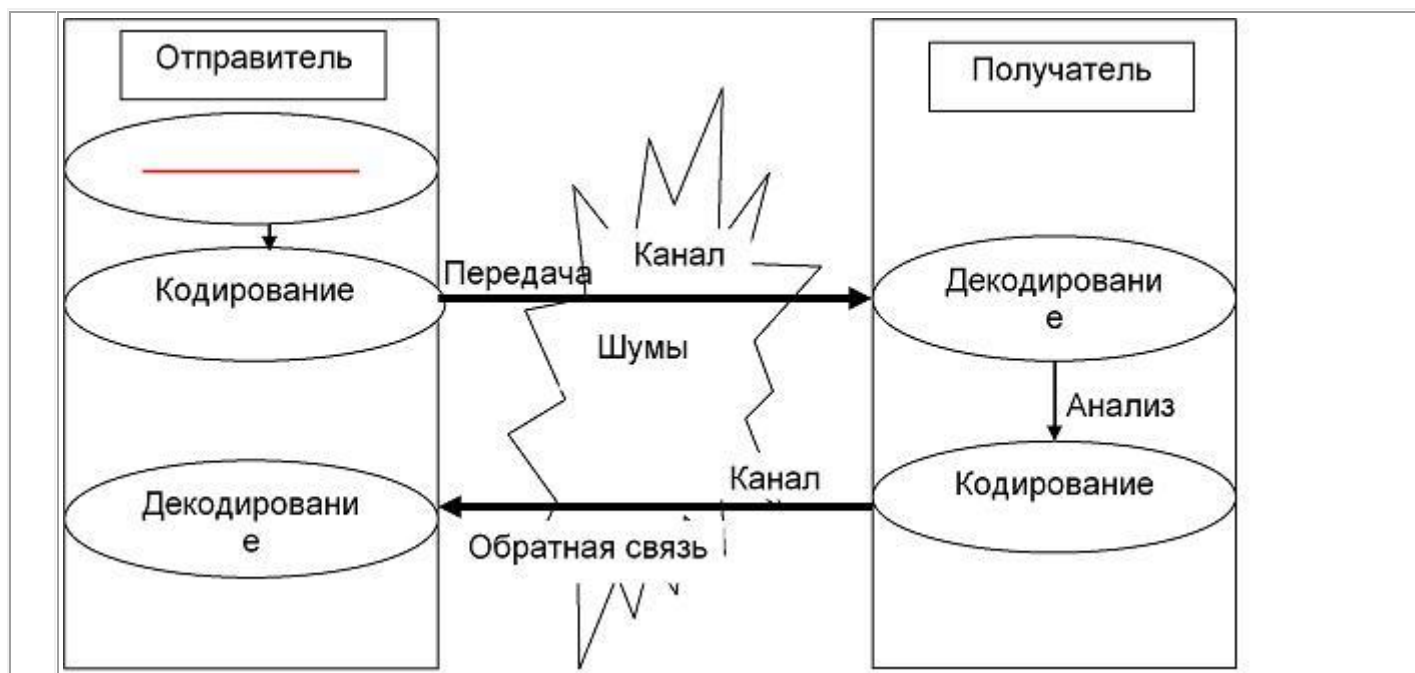 Отправитель
Получатель
Кодирование
Передача
Канал
Декодировани
е
Шумы
Анализ
Канал
Кодирование
Декодировани
е
Обратная связь